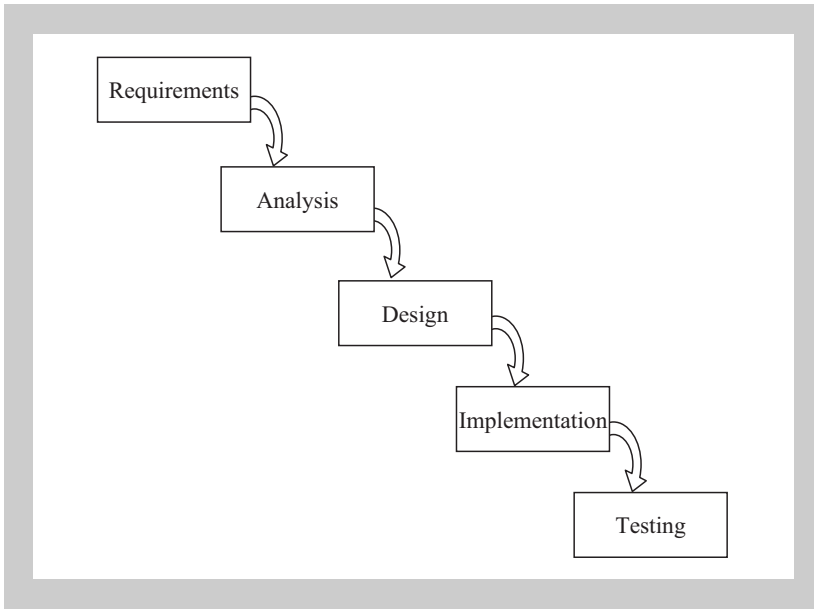 Requirements
Analysis
Design
Implementation
Testing